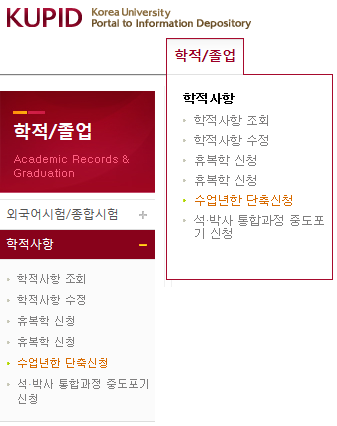 KUPID Korea University
Portal to Information Depository
학적/졸업
학적사항
학적사항 조회
학적사항 수정
휴복학 신청
휴복학 신청
수업년한 단축신청
석·박사 통합과정 중도포
기 신청
학적/졸업
Academic Records &
Graduation
외국어시험/종합시험
학적사항
학적사항 조회
학적사항 수정
휴복학 신청
휴복학 신청
수업년한 단축신청
석·박사 통합과정 중도포기
신청